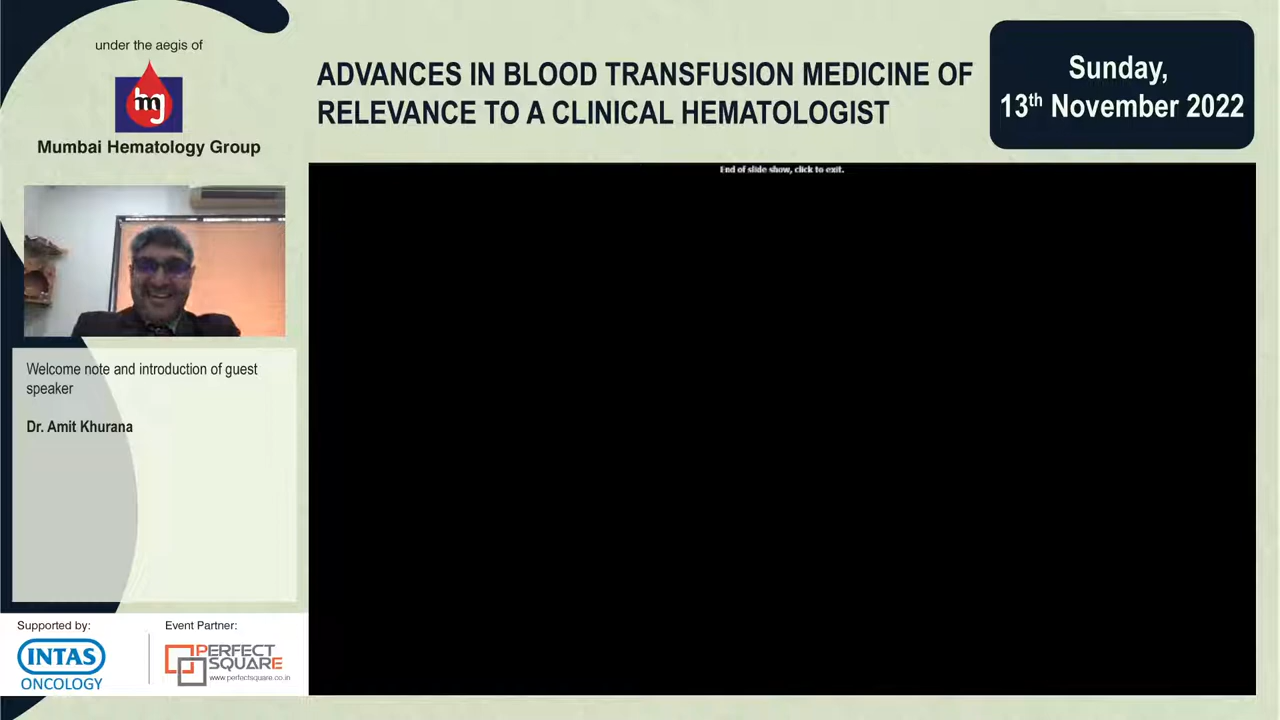 under the aegis of
hg
Mumbai Hematology Group
ADVANCES IN BLOOD TRANSFUSION MEDICINE OF
RELEVANCE TO A CLINICAL HEMATOLOGIST
Sunday,
13th November 2022
End of slide show, click to exit.
Welcome note and introduction of guest
speaker
Dr. Amit Khurana
Supported by:
INTAS
ONCOLOGY
Event Partner:
PERFECT
SQUARE
www.perfectsquare.co.in